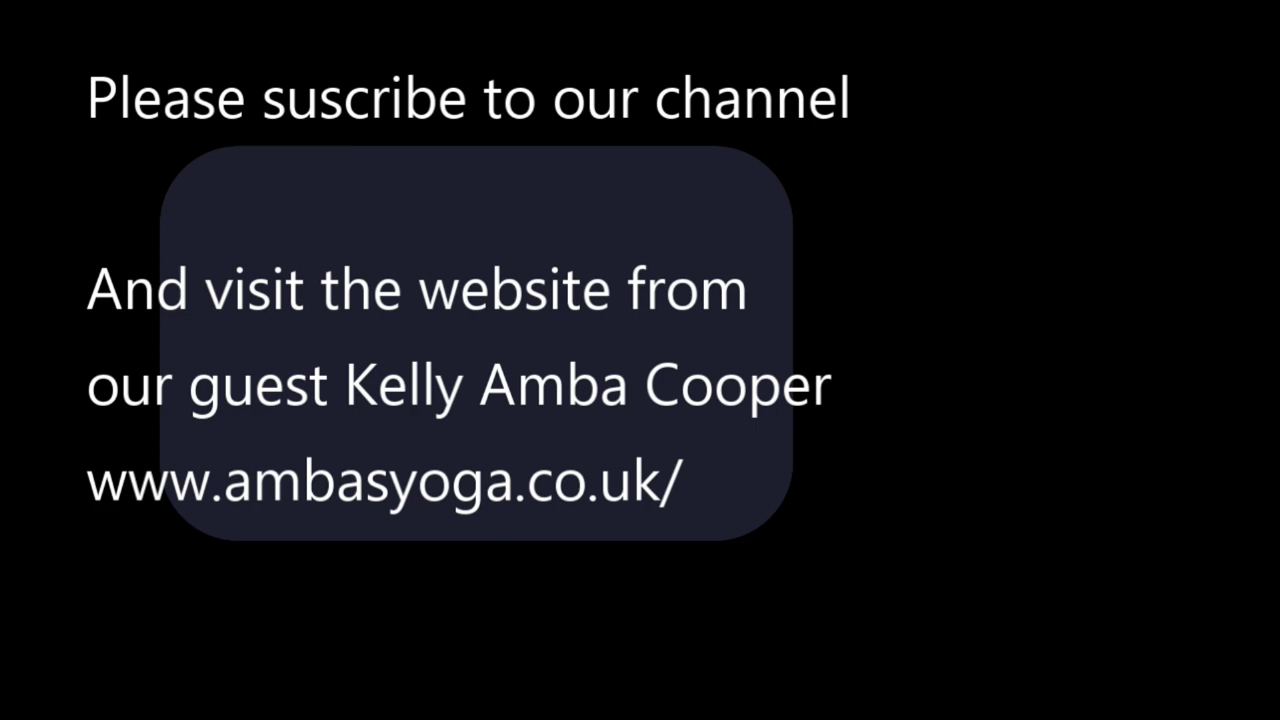 Please suscribe to our channel
And visit the website from
our guest Kelly Amba Cooper
www.ambasyoga.co.uk/